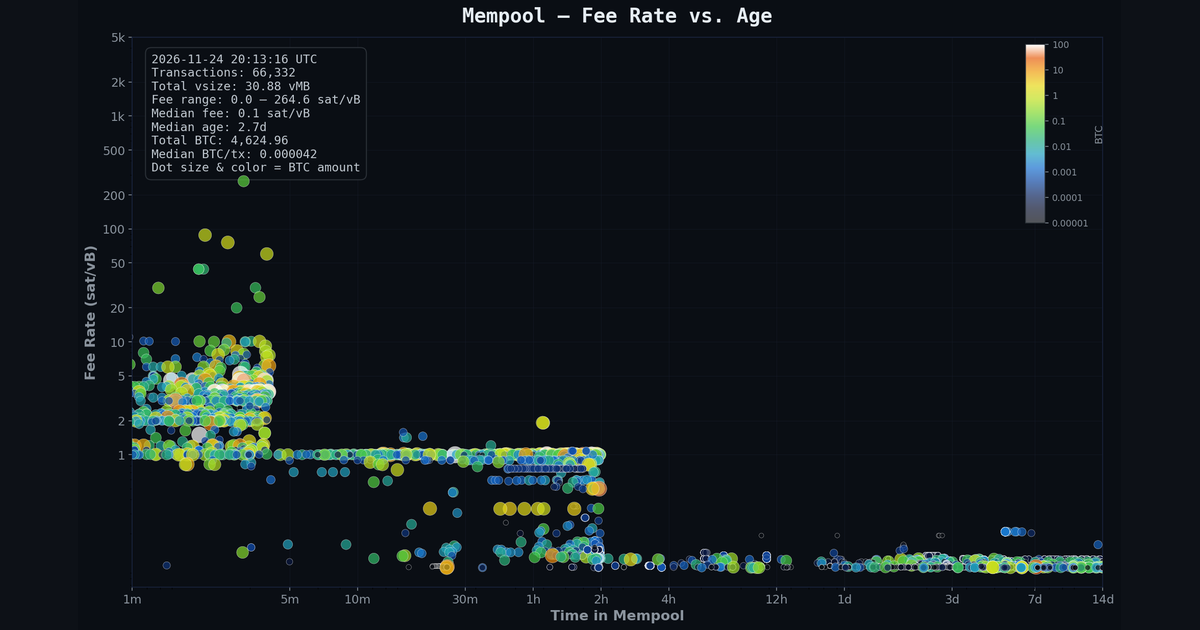 Mempool — Fee Rate vs. Age
2026-11-24 20:13:16 UTC
Transactions: 66,332
Total vsize: 30.88 vMB
Fee range: 0.0 – 264.6 sat/vB
Median fee: 0.1 sat/vB
Median age: 2.7d
Total BTC: 4,624.96
Median BTC/tx: 0.000042
Dot size & color = BTC amount
100
10
1
0.1
0.01
0.001
0.0001
0.00001
BTC
Fee Rate (sat/vB)
5k
2k
1k
500
200
100
50
20
10
5
2
1
1m
5m
10m
30m
1h
2h
4h
12h
1d
3d
7d
14d
Time in Mempool